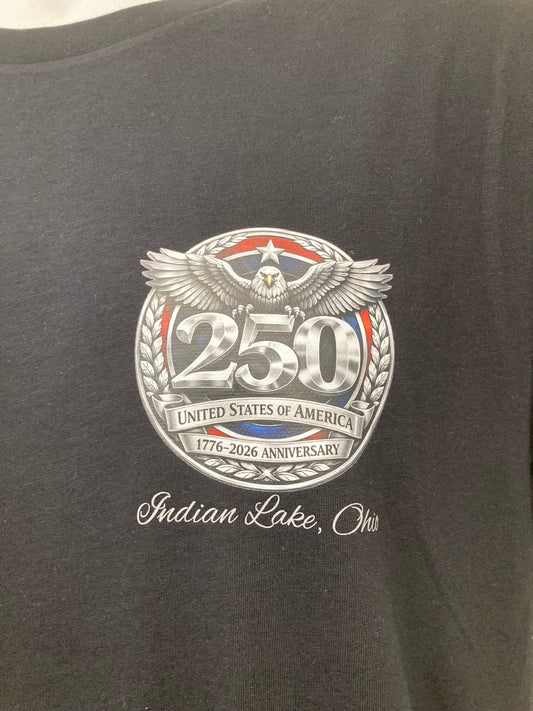 250
UNITED STATES OF AMERICA
1776-2026 ANNIVERSARY
Indian Lake, Ohio